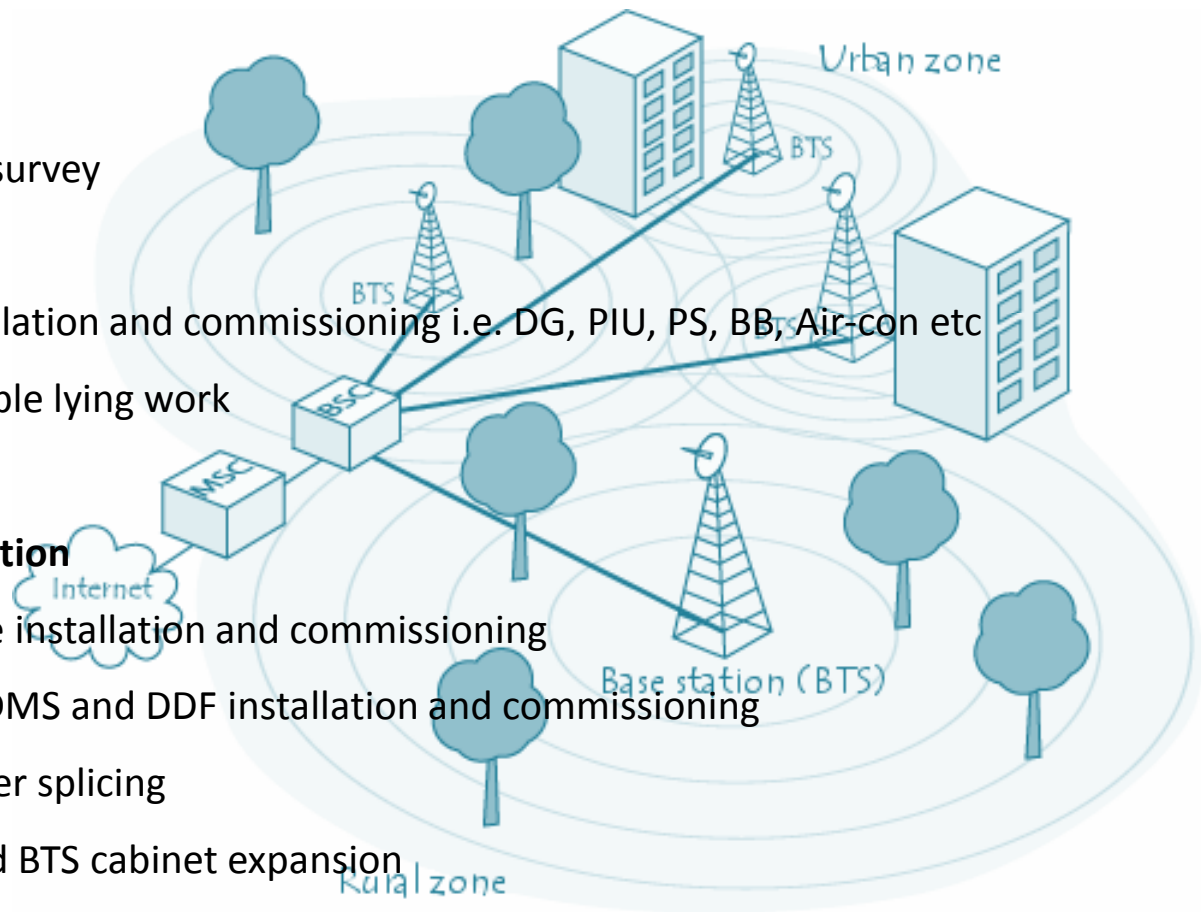 Urban zone
BTS
survey
BTS
lation and commissioning i.e. DG, PIU, PS, BB, Air-con etc
BTS
BSC
ble lying work
MSC
tion
Internet
e installation and commissioning
Base station (BTS)
DMS and DDF installation and commissioning
er splicing
d BTS cabinet expansion
Rural zone